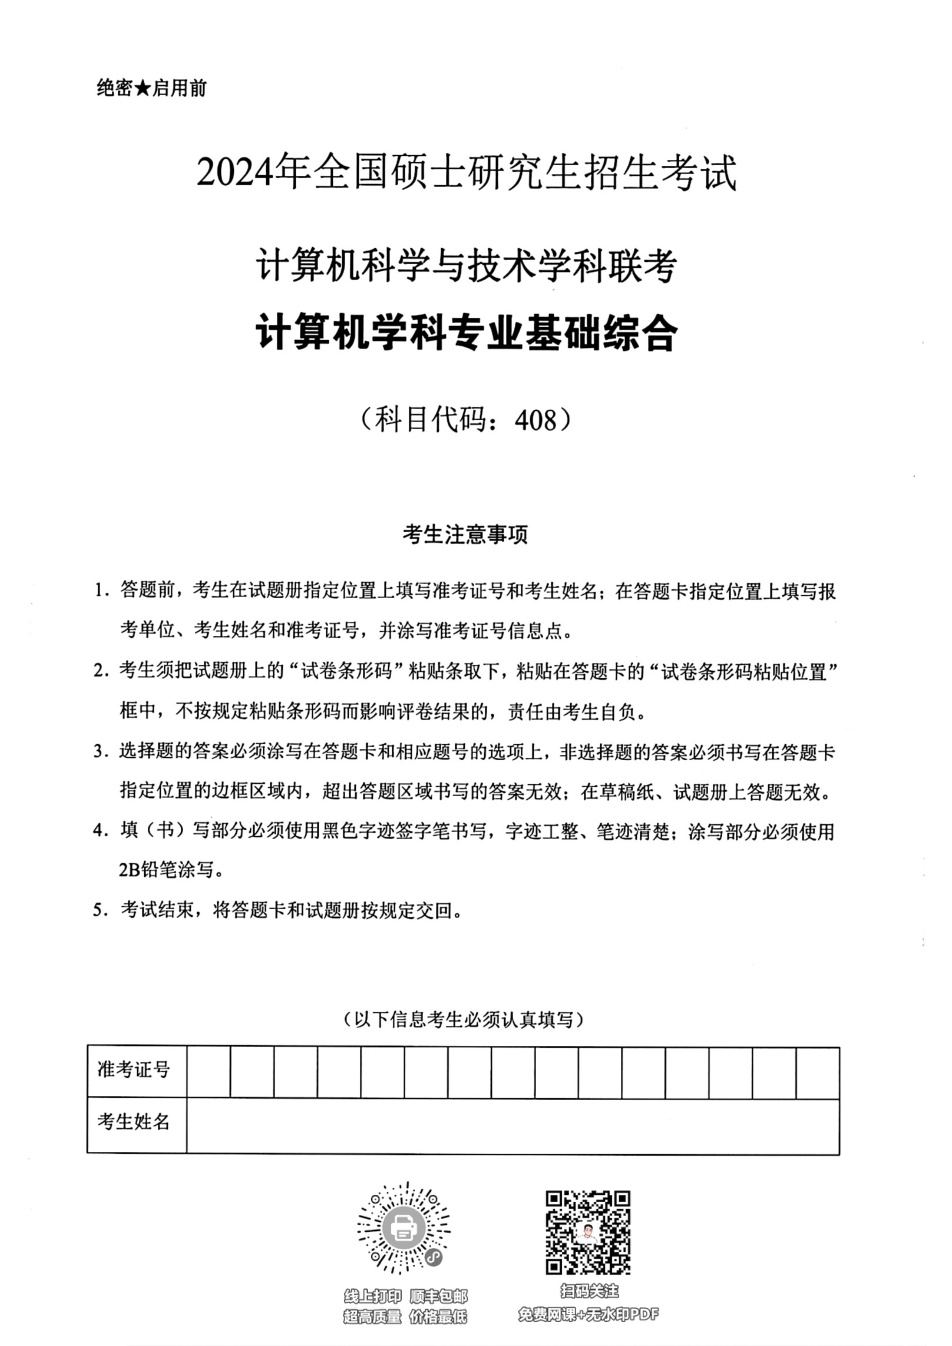 绝密★启用前
2024年全国硕士研究生招生考试
计算机科学与技术学科联考
计算机学科专业基础综合
（科目代码：408）
考生注意事项
1. 答题前，考生在试题册指定位置上填写准考证号和考生姓名；在答题卡指定位置上填写报
考单位、考生姓名和准考证号，并涂写准考证号信息点。
2. 考生须把试题册上的“试卷条形码”粘贴条取下，粘贴在答题卡的“试卷条形码粘贴位置”
框中，不按规定粘贴条形码而影响评卷结果的，责任由考生自负。
3. 选择题的答案必须涂写在答题卡和相应题号的选项上，非选择题的答案必须书写在答题卡
指定位置的边框区域内，超出答题区域书写的答案无效；在草稿纸、试题册上答题无效。
4. 填（书）写部分必须使用黑色字迹签字笔书写，字迹工整、笔迹清楚；涂写部分必须使用
2B铅笔涂写。
5. 考试结束，将答题卡和试题册按规定交回。
（以下信息考生必须认真填写）
准考证号
考生姓名
线上打印 顺丰包邮
超高质量 价格最低
扫码关注
免费网课+无水印PDF